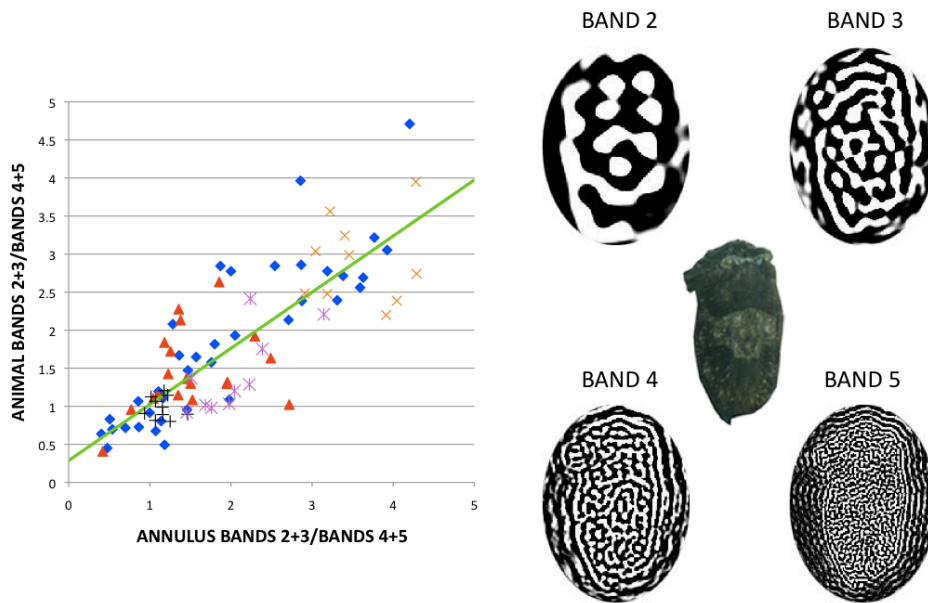 BAND 2
BAND 3
5
4.5
4
3.5
3
2.5
2
1.5
1
0.5
0
0
1
2
3
4
5
ANIMAL BANDS 2+3/BANDS 4+5
ANNULUS BANDS 2+3/BANDS 4+5
BAND 4
BAND 5